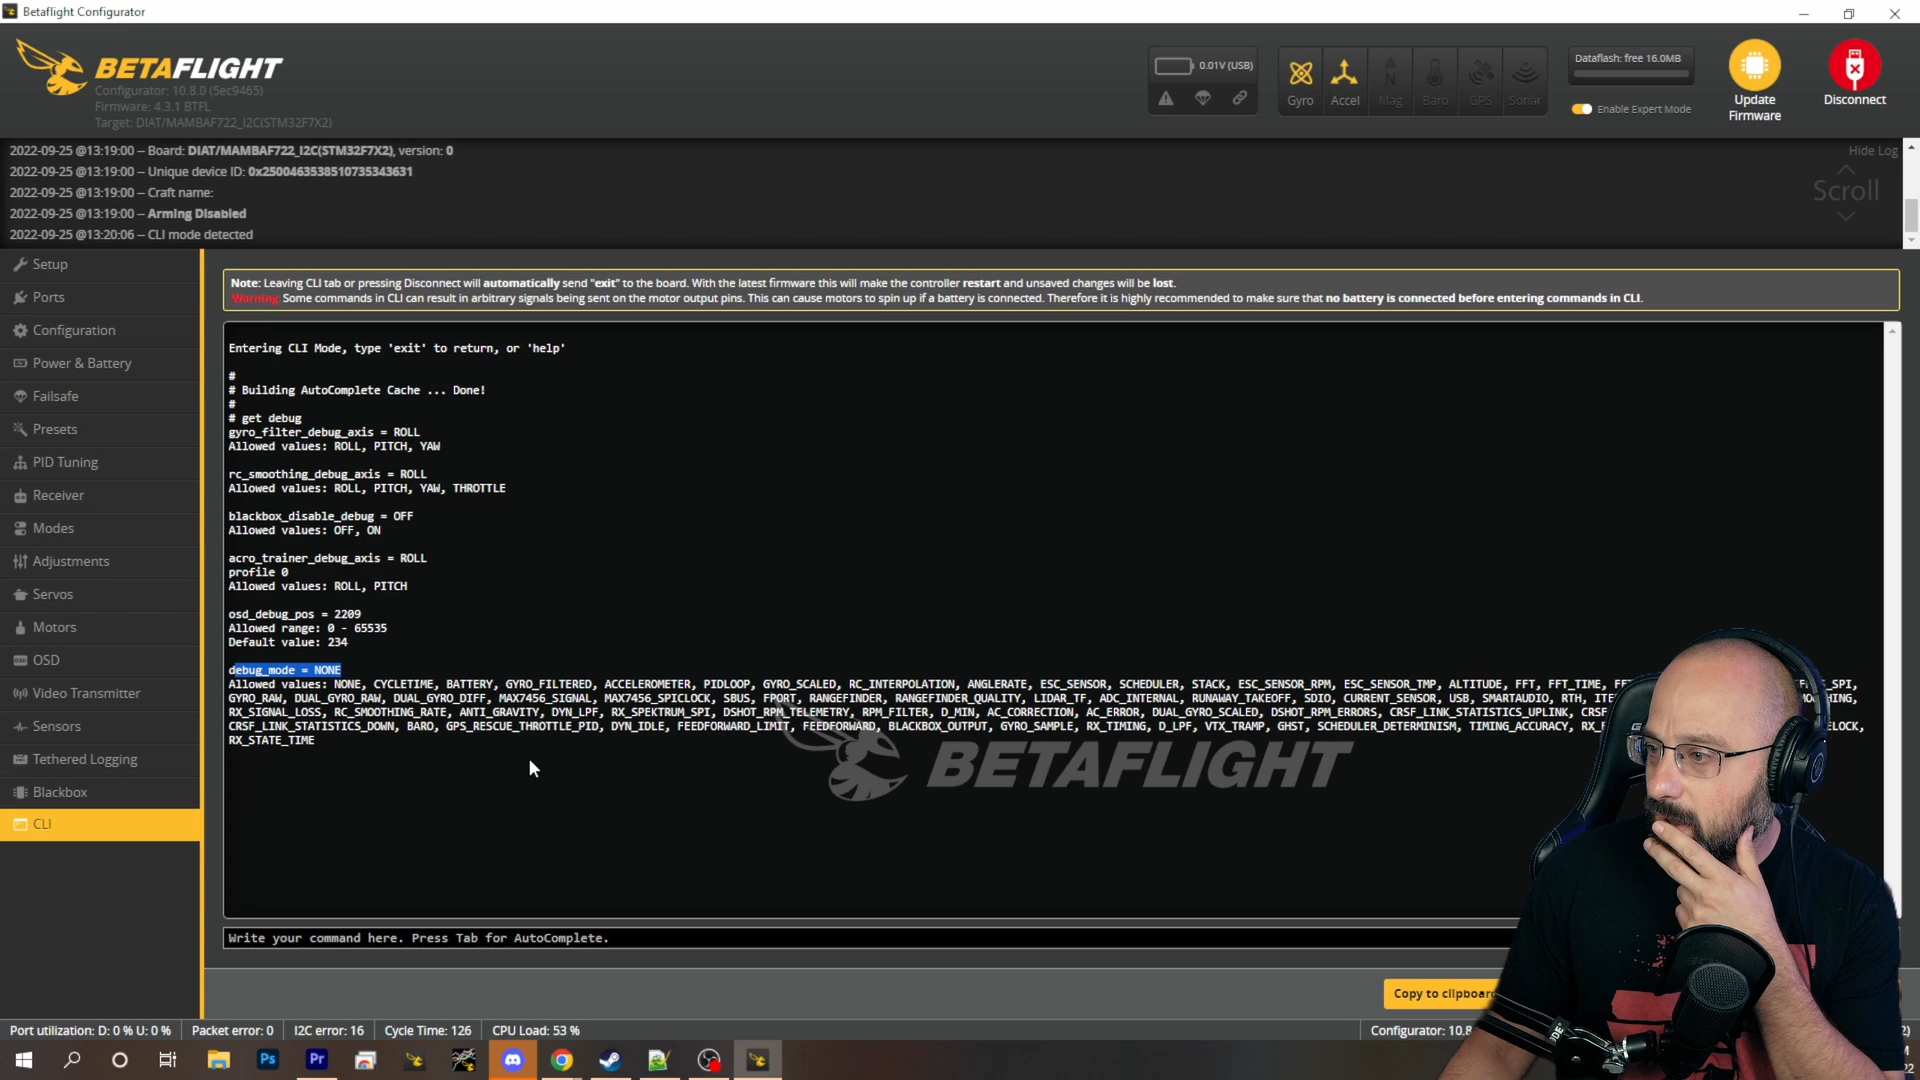 Betaflight Configurator
BETAFLIGHT
Configurator: 10.8.0 (5ec9465)
Firmware: 4.3.1 BTFL
Target: DIAT/MAMBAF722_I2C(STM32F7X2)
0.01V (USB)
Gyro
Accel
Mag
Baro
GPS
Sonar
Dataflash: free 16.0MB
Enable Expert Mode
Update
Firmware
Disconnect
2022-09-25 @13:19:00 -- Board: DIAT/MAMBAF722_I2C(STM32F7X2), version: 0
2022-09-25 @13:19:00 -- Unique device ID: 0x2500463538510735343631
2022-09-25 @13:19:00 -- Craft name:
2022-09-25 @13:19:00 -- Arming Disabled
2022-09-25 @13:20:06 -- CLI mode detected
Hide Log
Scroll
Setup
Ports
Configuration
Power & Battery
Failsafe
Presets
PID Tuning
Receiver
Modes
Adjustments
Servos
Motors
OSD
Video Transmitter
Sensors
Tethered Logging
Blackbox
CLI
Note: Leaving CLI tab or pressing Disconnect will automatically send "exit" to the board. With the latest firmware this will make the controller restart and unsaved changes will be lost.
Warning: Some commands in CLI can result in arbitrary signals being sent on the motor output pins. This can cause motors to spin up if a battery is connected. Therefore it is highly recommended to make sure that no battery is connected before entering commands in CLI.
Entering CLI Mode, type 'exit' to return, or 'help'
#
# Building AutoComplete Cache ... Done!
#
# get debug
gyro_filter_debug_axis = ROLL
Allowed values: ROLL, PITCH, YAW
rc_smoothing_debug_axis = ROLL
Allowed values: ROLL, PITCH, YAW, THROTTLE
blackbox_disable_debug = OFF
Allowed values: OFF, ON
acro_trainer_debug_axis = ROLL
profile 0
Allowed values: ROLL, PITCH
osd_debug_pos = 2209
Allowed range: 0 - 65535
Default value: 234
debug_mode = NONE
Allowed values: NONE, CYCLETIME, BATTERY, GYRO_FILTERED, ACCELEROMETER, PIDLOOP, GYRO_SCALED, RC_INTERPOLATION, ANGLERATE, ESC_SENSOR, SCHEDULER, STACK, ESC_SENSOR_RPM, ESC_SENSOR_TMP, ALTITUDE, FFT, FFT_TIME, _SPI,
GYRO_RAW, DUAL_GYRO_RAW, DUAL_GYRO_DIFF, MAX7456_SIGNAL, MAX7456_SPICLOCK, SBUS, FPORT, RANGEFINDER, RANGEFINDER_QUALITY, LIDAR_TF, ADC_INTERNAL, RUNAWAY_TAKEOFF, SDIO, CURRENT_SENSOR, USB, SMARTAUDIO, RTH,
RX_SIGNAL_LOSS, RC_SMOOTHING_RATE, ANTI_GRAVITY, DYN_LPF, RX_SPEKTRUM_SPI, DSHOT_RPM_TELEMETRY, RPM_FILTER, D_MIN, AC_CORRECTION, AC_ERROR, DUAL_GYRO_SCALED, DSHOT_RPM_ERRORS, CRSF_LINK_STATISTICS_UPLINK,
CRSF_LINK_STATISTICS_DOWN, BARO, GPS_RESCUE_THROTTLE_PID, DYN_IDLE, FEEDFORWARD_LIMIT, FEEDFORWARD, BLACKBOX_OUTPUT, GYRO_SAMPLE, RX_TIMING, D_LPF, VTX_TRAMP, GHST, SCHEDULER_DETERMINISM, TIMING_ACCURACY,
RX_STATE_TIME
BETAFLIGHT
Write your command here. Press Tab for AutoComplete.
Copy to clipboard
Port utilization: D: 0 % U: 0 %
Packet error: 0
I2C error: 16
Cycle Time: 126
CPU Load: 53 %
Configurator: 10.8
Ps
Pr